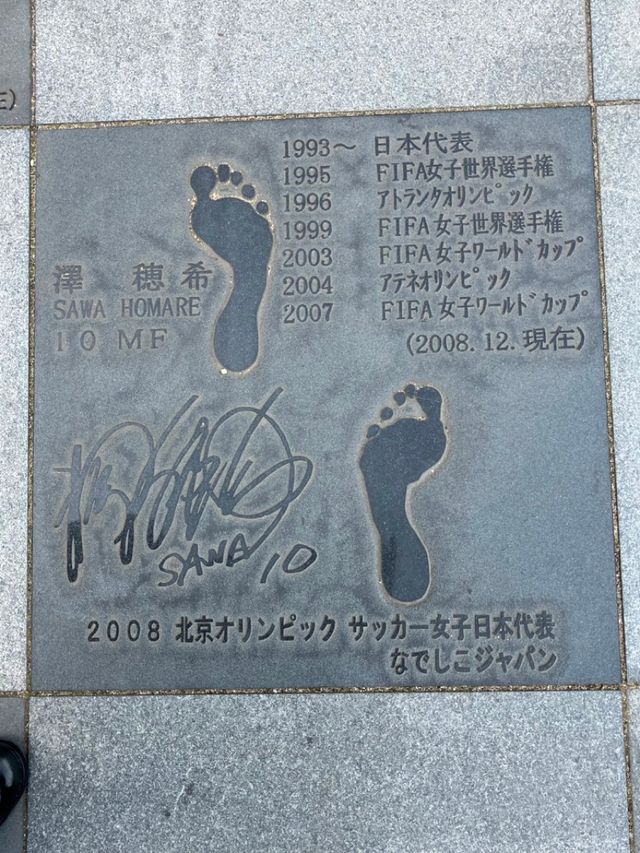 1993～ 日本代表
1995 FIFA女子世界選手権
1996 アトランタオリンピック
1999 FIFA女子世界選手権
2003 FIFA女子ワールドカップ
2004 アテネオリンピック
2007 FIFA女子ワールドカップ
(2008.12.現在)
澤 穂希
SAWA HOMARE
10 MF
SAWA 10
2008 北京オリンピック サッカー女子日本代表
なでしこジャパン